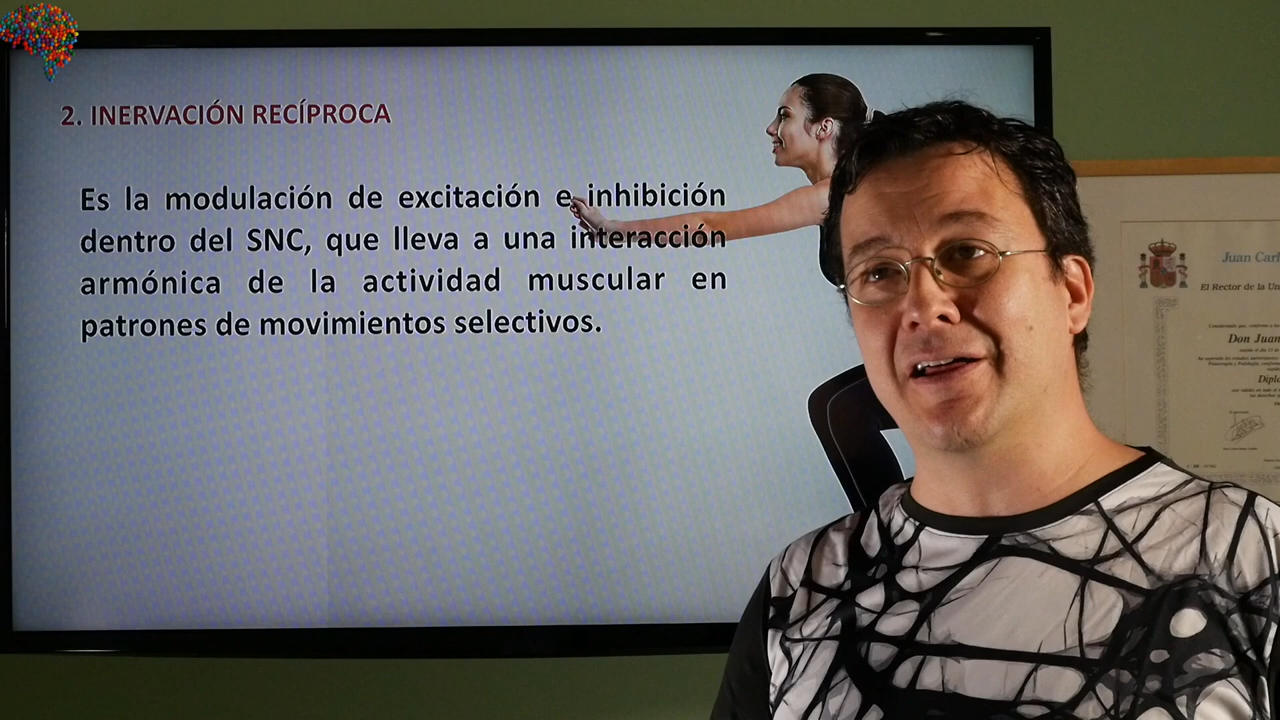 2. INERVACIÓN RECÍPROCA
Es la modulación de excitación e inhibición
dentro del SNC, que lleva a una interacción
armónica de la actividad muscular en
patrones de movimientos selectivos.
Juan Carl
El Rector de la Un
Don Juan
Diplo